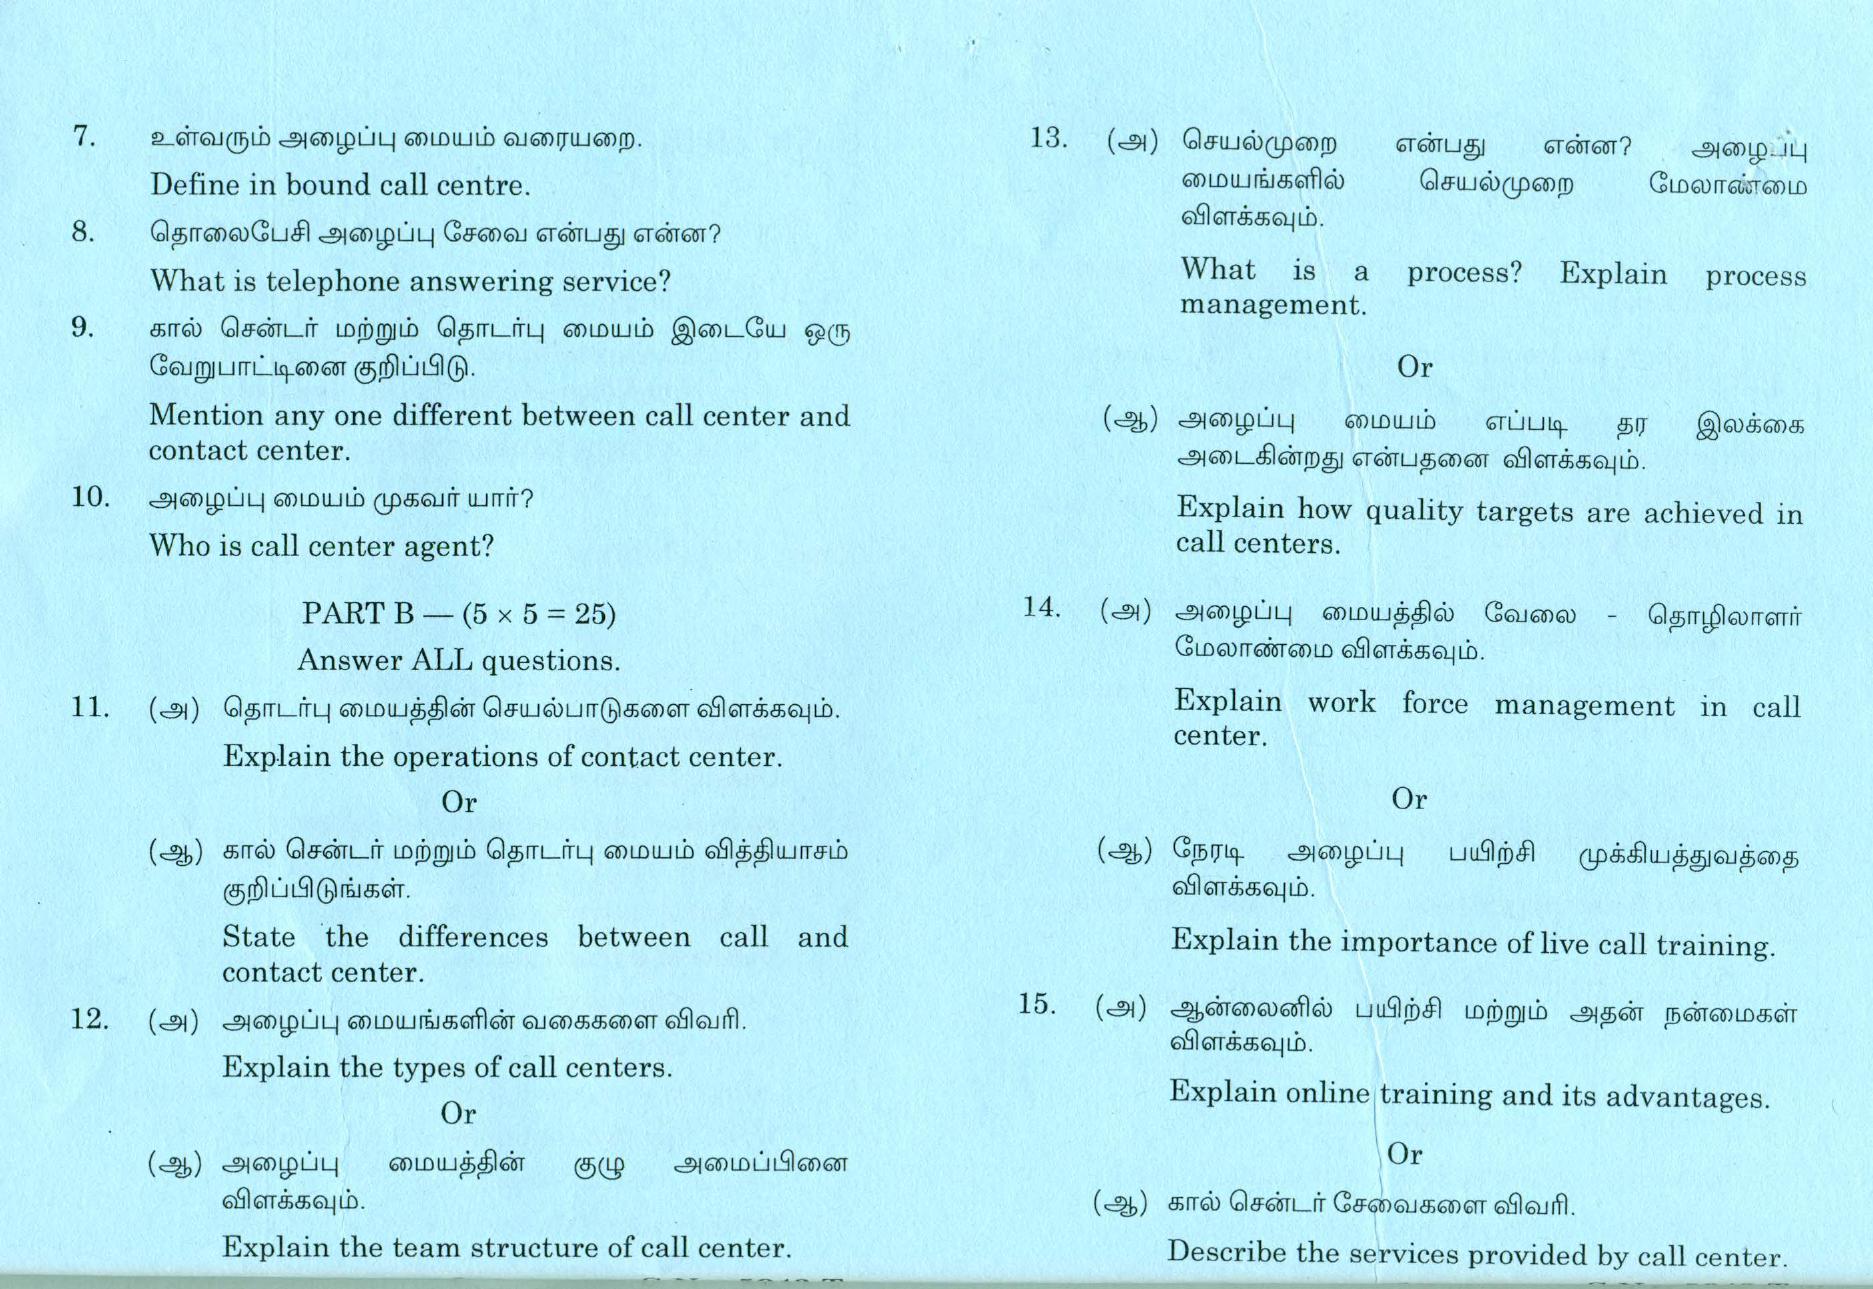 7. உள்வரும் அழைப்பு மையம் வரையறை.
Define in bound call centre.
8. தொலைபேசி அழைப்பு சேவை என்பது என்ன?
What is telephone answering service?
9. கால் சென்டர் மற்றும் தொடர்பு மையம் இடையே ஒரு
வேறுபாட்டினை குறிப்பிடு.
Mention any one different between call center and
contact center.
10. அழைப்பு மையம் முகவர் யார்?
Who is call center agent?
PART B — (5 × 5 = 25)
Answer ALL questions.
11. (அ) தொடர்பு மையத்தின் செயல்பாடுகளை விளக்கவும்.
Explain the operations of contact center.
Or
(ஆ) கால் சென்டர் மற்றும் தொடர்பு மையம் வித்தியாசம்
குறிப்பிடுங்கள்.
State the differences between call and
contact center.
12. (அ) அழைப்பு மையங்களின் வகைகளை விவரி.
Explain the types of call centers.
Or
(ஆ) அழைப்பு மையத்தின் குழு அமைப்பினை
விளக்கவும்.
Explain the team structure of call center.
13. (அ) செயல்முறை என்பது என்ன? அழைப்பு
மையங்களில் செயல்முறை மேலாண்மை
விளக்கவும்.
What is a process? Explain process
management.
Or
(ஆ) அழைப்பு மையம் எப்படி தர இலக்கை
அடைகின்றது என்பதனை விளக்கவும்.
Explain how quality targets are achieved in
call centers.
14. (அ) அழைப்பு மையத்தில் வேலை - தொழிலாளர்
மேலாண்மை விளக்கவும்.
Explain work force management in call
center.
Or
(ஆ) நேரடி அழைப்பு பயிற்சி முக்கியத்துவத்தை
விளக்கவும்.
Explain the importance of live call training.
15. (அ) ஆன்லைனில் பயிற்சி மற்றும் அதன் நன்மைகள்
விளக்கவும்.
Explain online training and its advantages.
Or
(ஆ) கால் சென்டர் சேவைகளை விவரி.
Describe the services provided by call center.